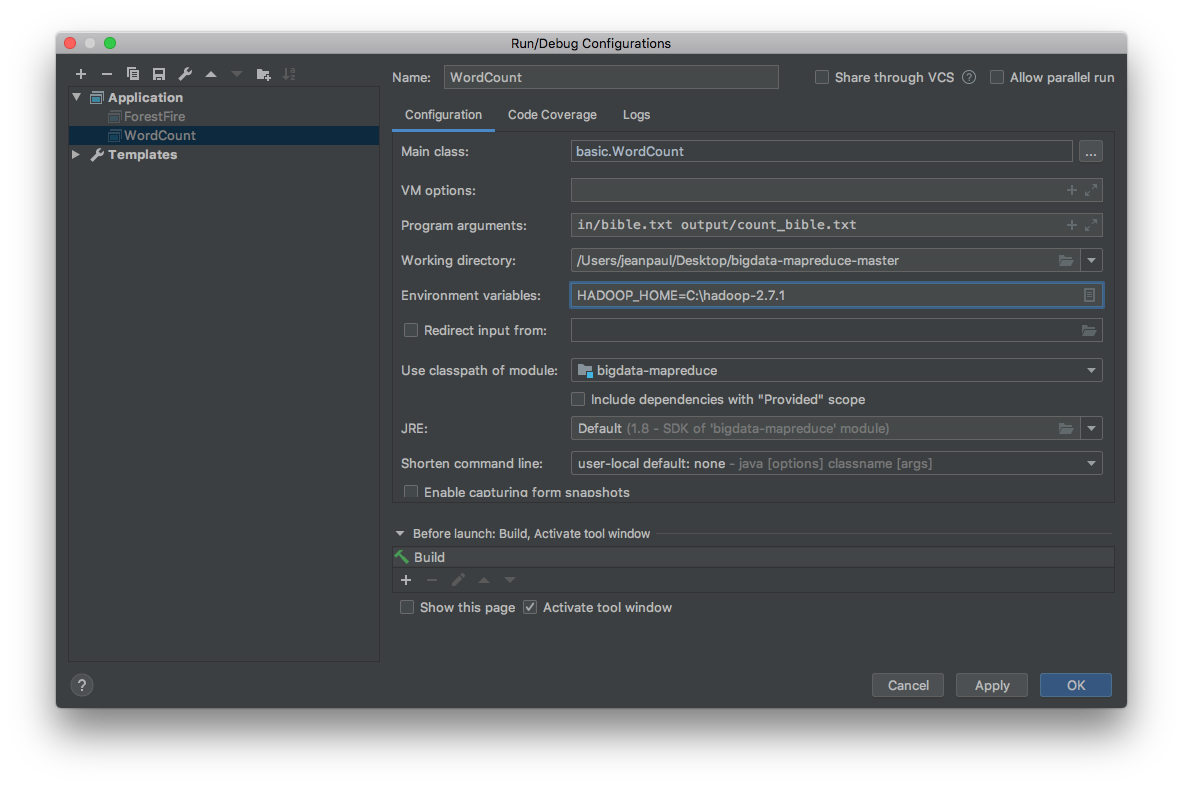 Run/Debug Configurations
Name: WordCount Share through VCS ? Allow parallel run
Application
ForestFire
WordCount
Templates
Configuration Code Coverage Logs
Main class: basic.WordCount ...
VM options:
Program arguments: in/bible.txt output/count_bible.txt
Working directory: /Users/jeanpaul/Desktop/bigdata-mapreduce-master
Environment variables: HADOOP_HOME=C:\hadoop-2.7.1
Redirect input from:
Use classpath of module: bigdata-mapreduce
Include dependencies with "Provided" scope
JRE: Default (1.8 - SDK of 'bigdata-mapreduce' module)
Shorten command line: user-local default: none - java [options] classname [args]
Enable capturing form snapshots
Before launch: Build, Activate tool window
Build
Show this page Activate tool window
? Cancel Apply OK